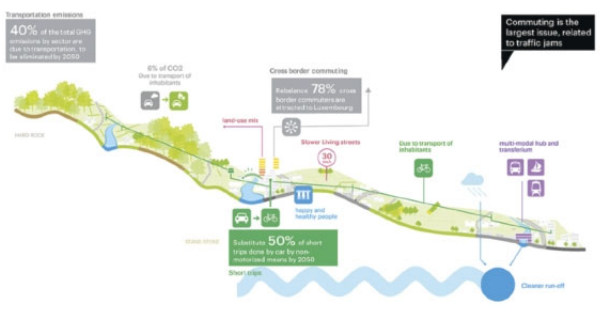 Transportation emissions
40% of the total GHG
emissions by sector are
due to transportation, to
be eliminated by 2050
Commuting is the
largest issue, related
to traffic jams
6% of CO2
Due to transport of
inhabitants
Cross border commuting
Rebalance 78% cross
border commuters are
attracted to Luxembourg
land-use mix
Slower Living streets
30
Due to transport of
inhabitants
multi-modal hub and
transferium
HARD ROCK
happy and
healthy people
Substitute 50% of short
trips done by car by non-
motorized means by 2050
Short trips
Cleaner run-off